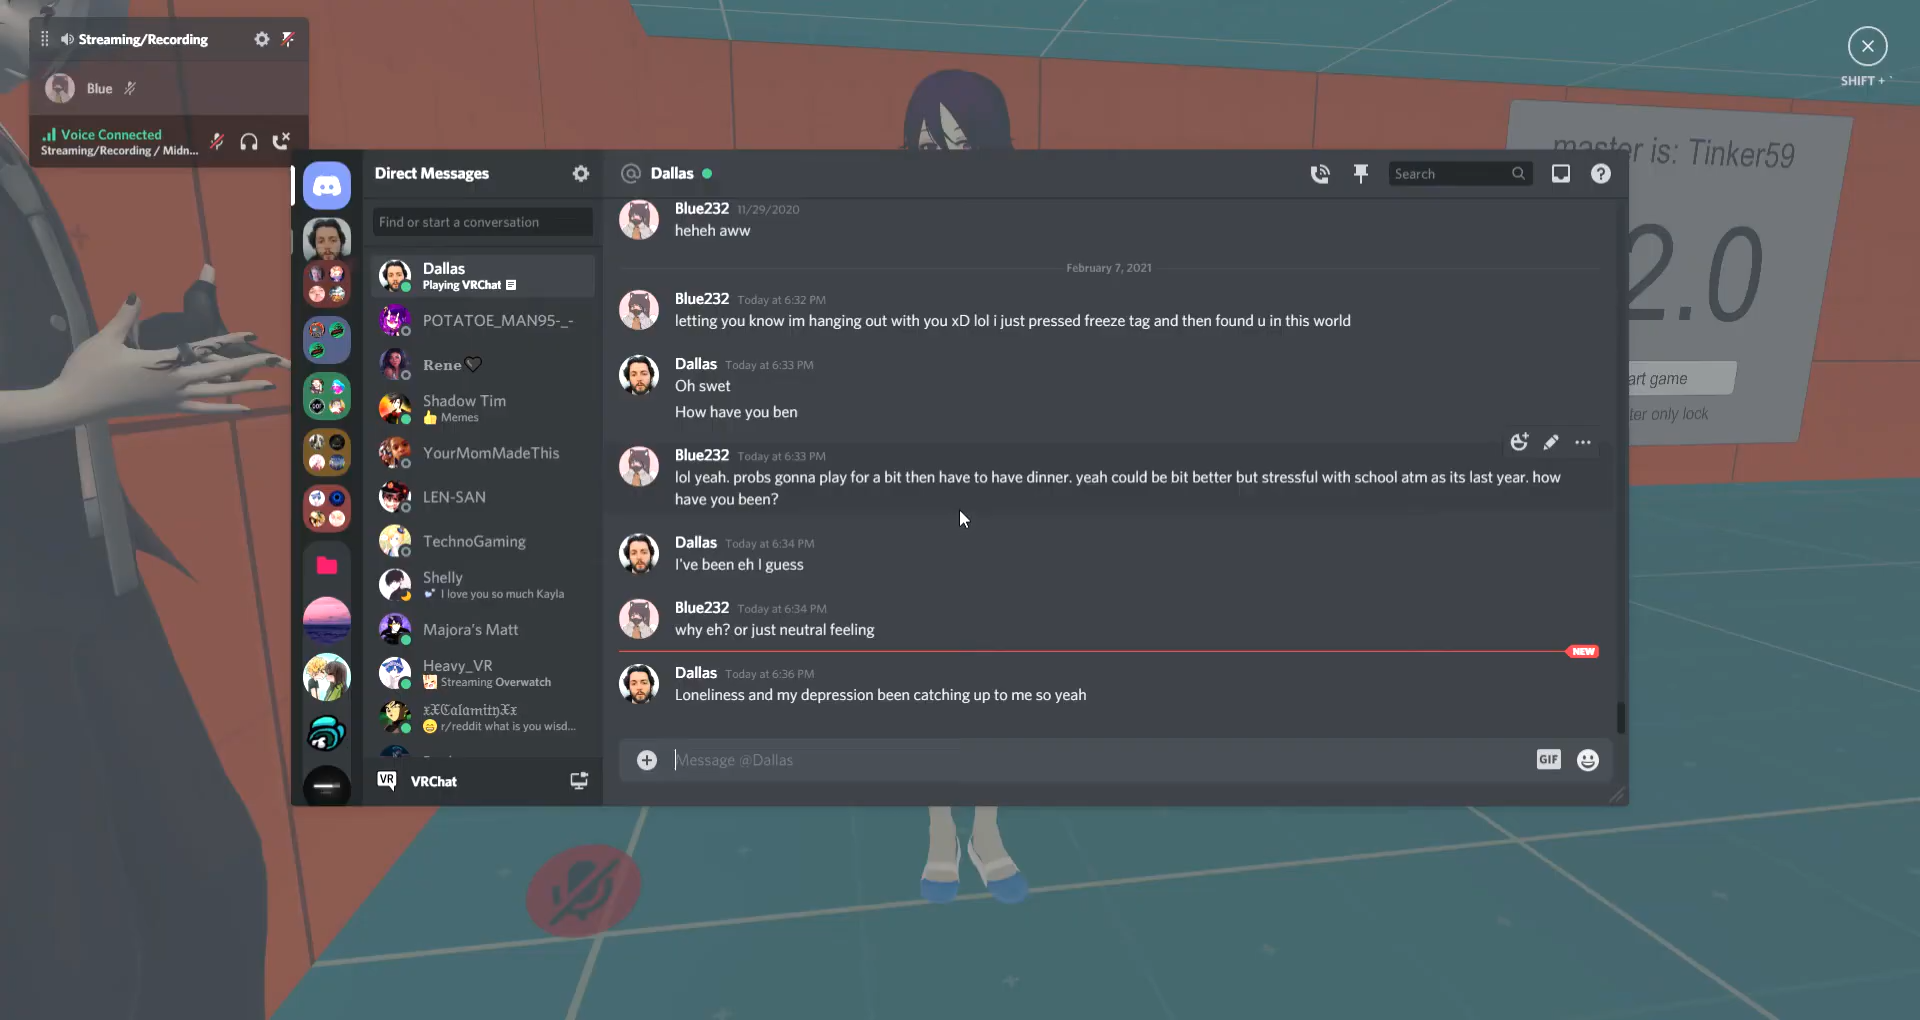 Streaming/Recording
Blue
Voice Connected
Streaming/Recording / Midn...
SHIFT + `
master is: Tinker59
2.0
art game
ter only lock
Direct Messages
Find or start a conversation
Dallas
Playing VRChat
POTATOE_MAN95-_-
Rene🖤
Shadow Tim
👍 Memes
YourMomMadeThis
LEN-SAN
TechnoGaming
Shelly
I love you so much Kayla
Majora's Matt
Heavy_VR
Streaming Overwatch
xXCalamityXx
r/reddit what is you wisd...
VR VRChat
@ Dallas
Search
Blue232 11/29/2020
heheh aww
February 7, 2021
Blue232 Today at 6:32 PM
letting you know im hanging out with you xD lol i just pressed freeze tag and then found u in this world
Dallas Today at 6:33 PM
Oh swet
How have you ben
Blue232 Today at 6:33 PM
lol yeah. probs gonna play for a bit then have to have dinner. yeah could be bit better but stressful with school atm as its last year. how
have you been?
Dallas Today at 6:34 PM
I've been eh I guess
Blue232 Today at 6:34 PM
why eh? or just neutral feeling
NEW
Dallas Today at 6:36 PM
Loneliness and my depression been catching up to me so yeah
Message @Dallas
GIF